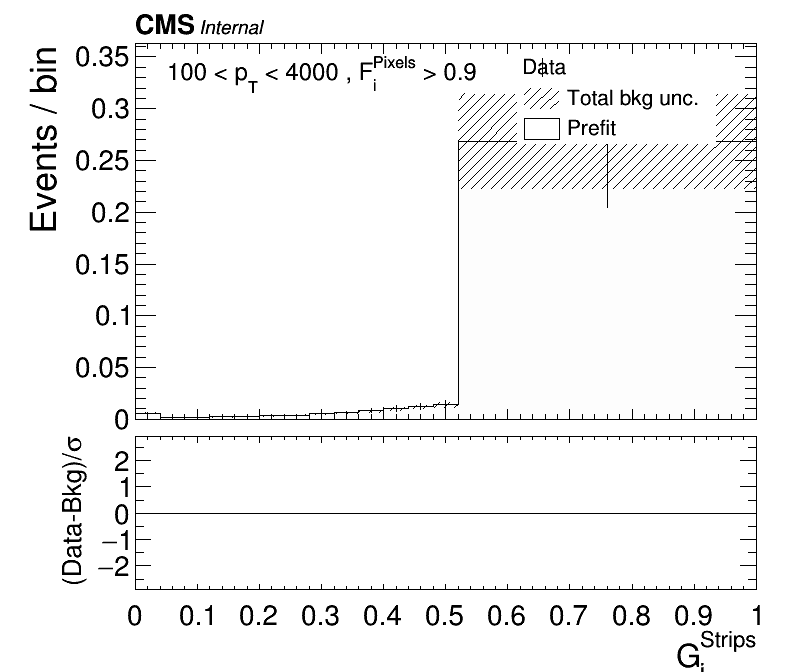 CMS Internal
100 < p_T < 4000 , F_i^Pixels > 0.9
Data
Total bkg unc.
Prefit
Events / bin
0.35
0.3
0.25
0.2
0.15
0.1
0.05
0
(Data-Bkg)/σ
2
1
0
−1
−2
0 0.1 0.2 0.3 0.4 0.5 0.6 0.7 0.8 0.9 1
G_i^Strips